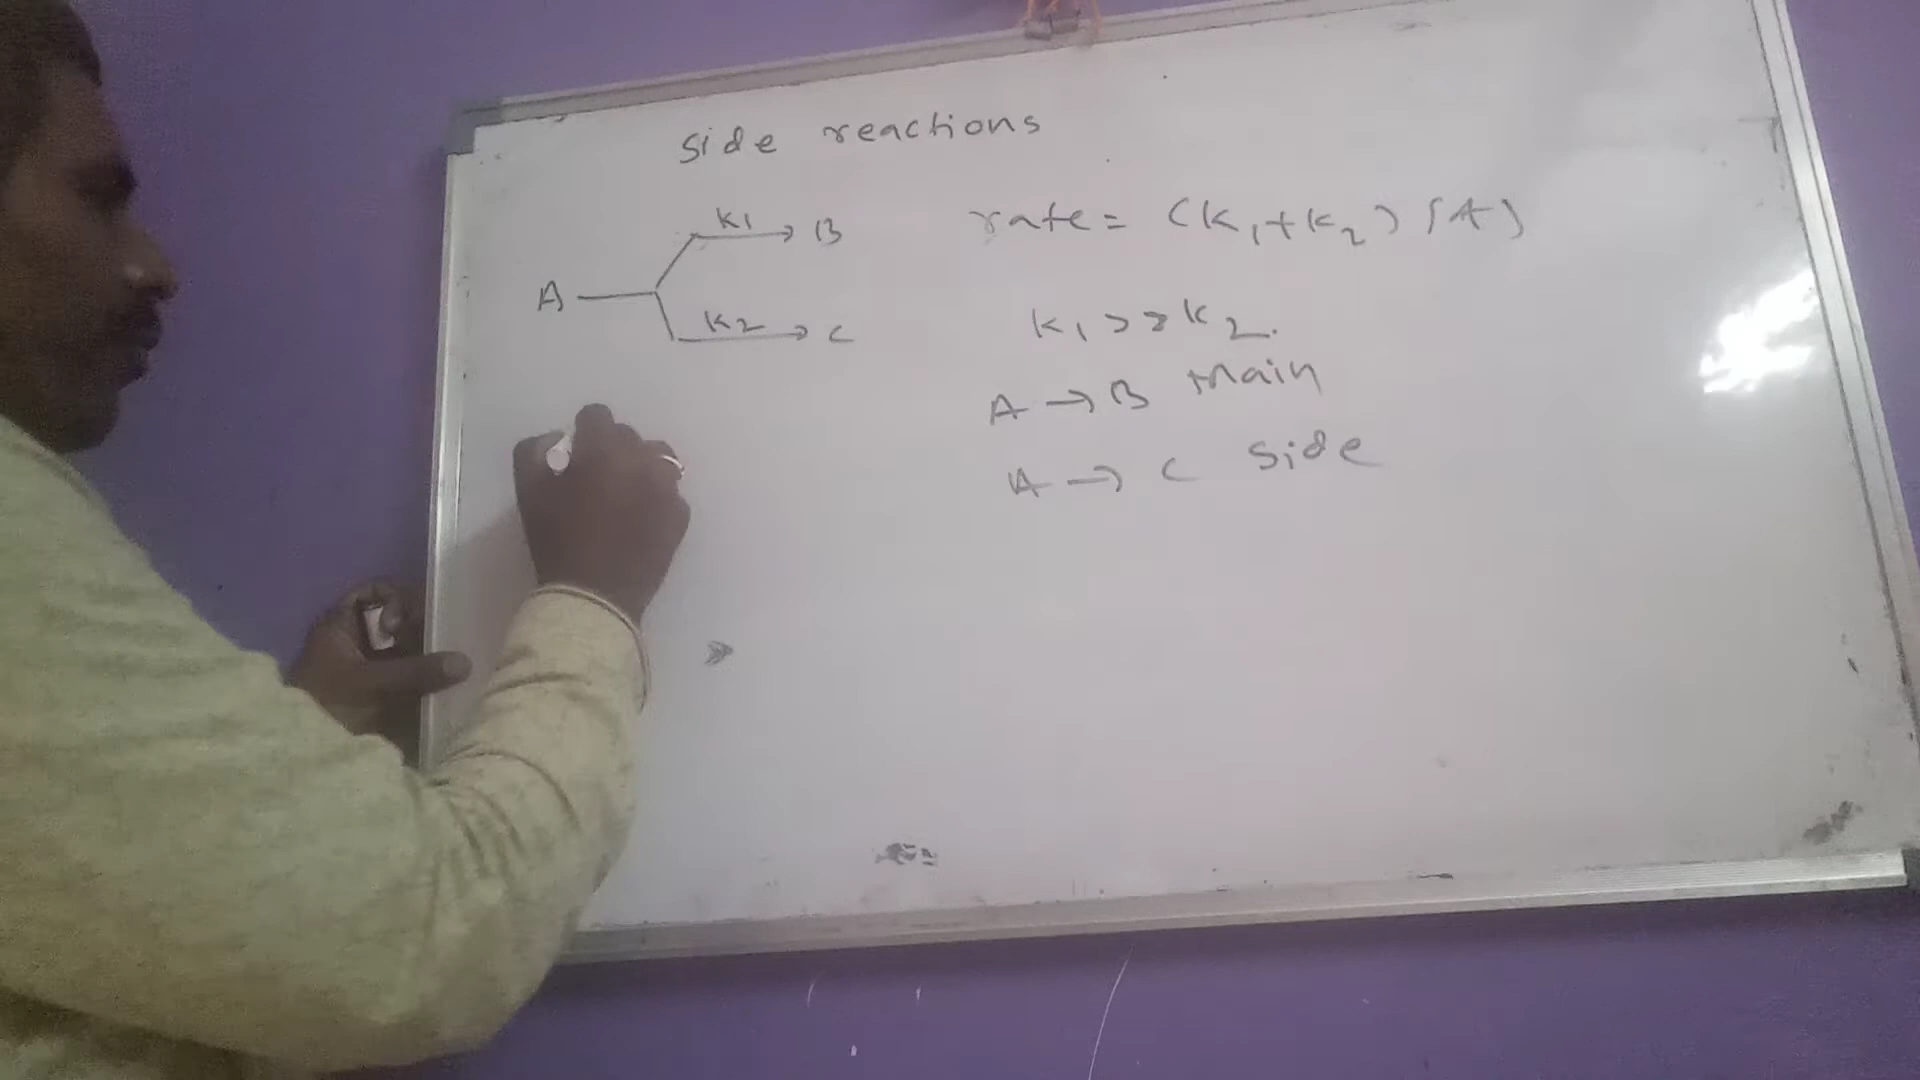 side reactions
k1 → B
A
k2 → C
rate = (k1+k2) [A]
k1 >> k2.
A → B main
A → C side